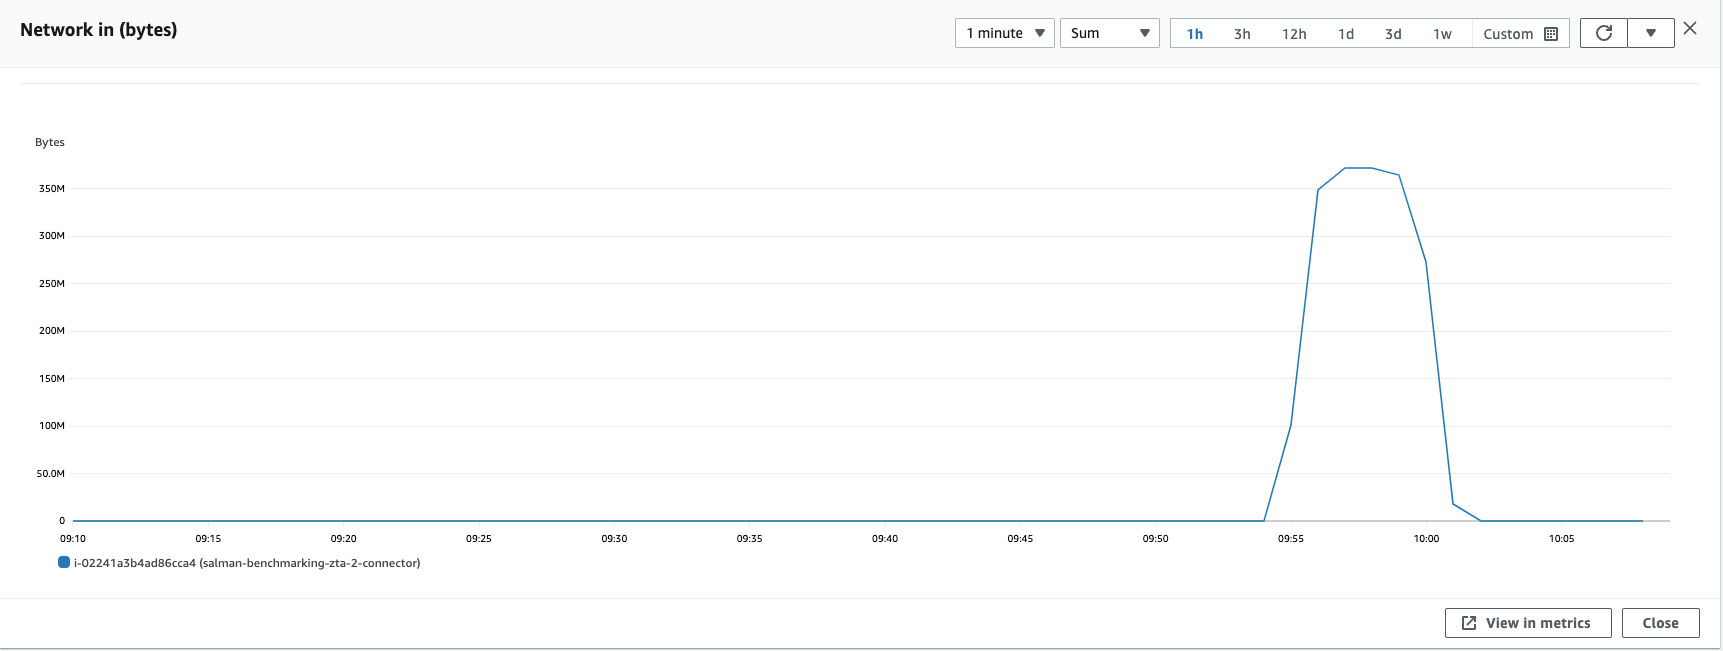 Network in (bytes)
1 minute Sum 1h 3h 12h 1d 3d 1w Custom
Bytes
350M
300M
250M
200M
150M
100M
50.0M
0
09:10 09:15 09:20 09:25 09:30 09:35 09:40 09:45 09:50 09:55 10:00 10:05
i-02241a3b4ad86cca4 (salman-benchmarking-zta-2-connector)
View in metrics Close